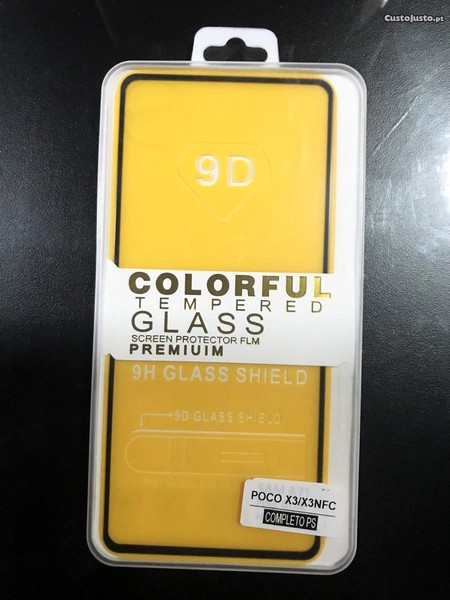 CustoJusto.pt
9D
COLORFUL
TEMPERED
GLASS
SCREEN PROTECTOR FLM
PREMIUIM
9H GLASS SHIELD
9D GLASS SHIELD
POCO X3/X3NFC
COMPLETO PS